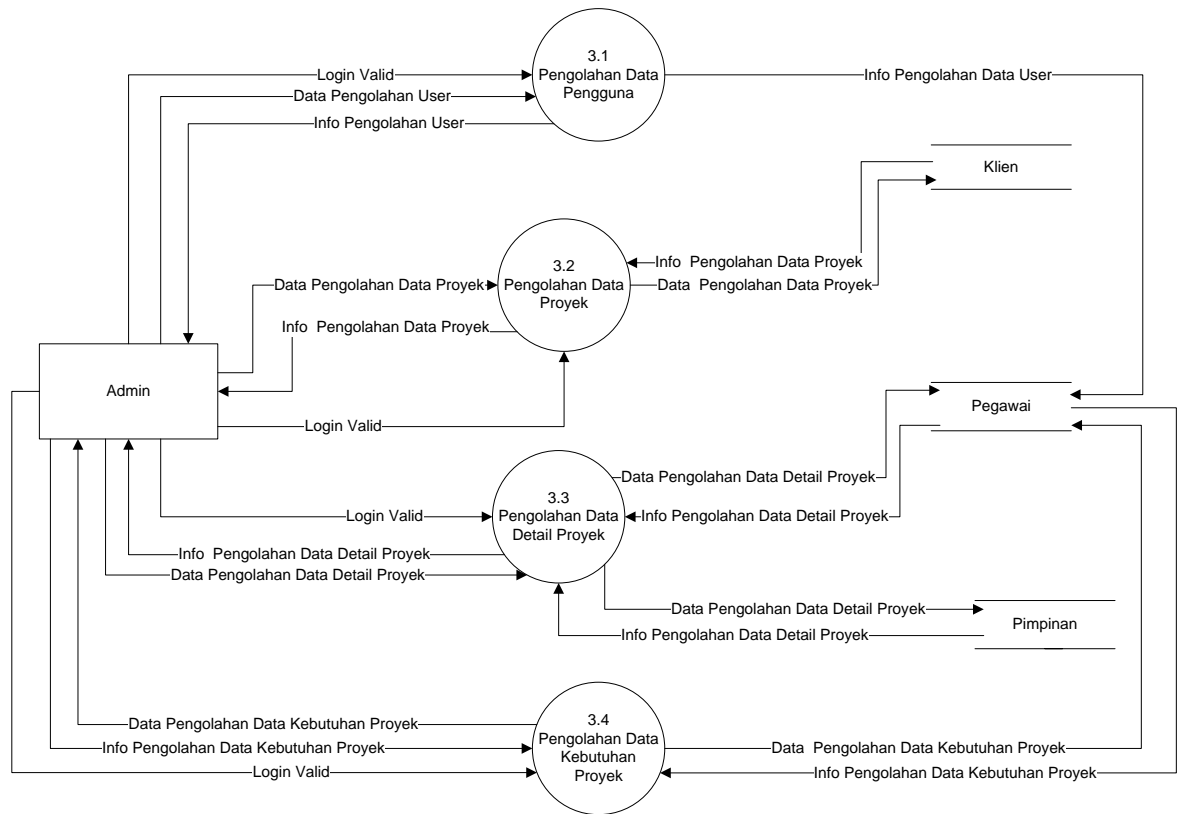 3.1
Pengolahan Data
Pengguna
Login Valid
Data Pengolahan User
Info Pengolahan User
Info Pengolahan Data User
Klien
3.2
Pengolahan Data
Proyek
Info  Pengolahan Data Proyek
Data  Pengolahan Data Proyek
Data Pengolahan Data Proyek
Info  Pengolahan Data Proyek
Admin
Login Valid
Pegawai
3.3
Pengolahan Data
Detail Proyek
Data Pengolahan Data Detail Proyek
Info Pengolahan Data Detail Proyek
Login Valid
Info  Pengolahan Data Detail Proyek
Data Pengolahan Data Detail Proyek
Data Pengolahan Data Detail Proyek
Info Pengolahan Data Detail Proyek
Pimpinan
3.4
Pengolahan Data
Kebutuhan
Proyek
Data Pengolahan Data Kebutuhan Proyek
Info Pengolahan Data Kebutuhan Proyek
Login Valid
Data  Pengolahan Data Kebutuhan Proyek
Info Pengolahan Data Kebutuhan Proyek